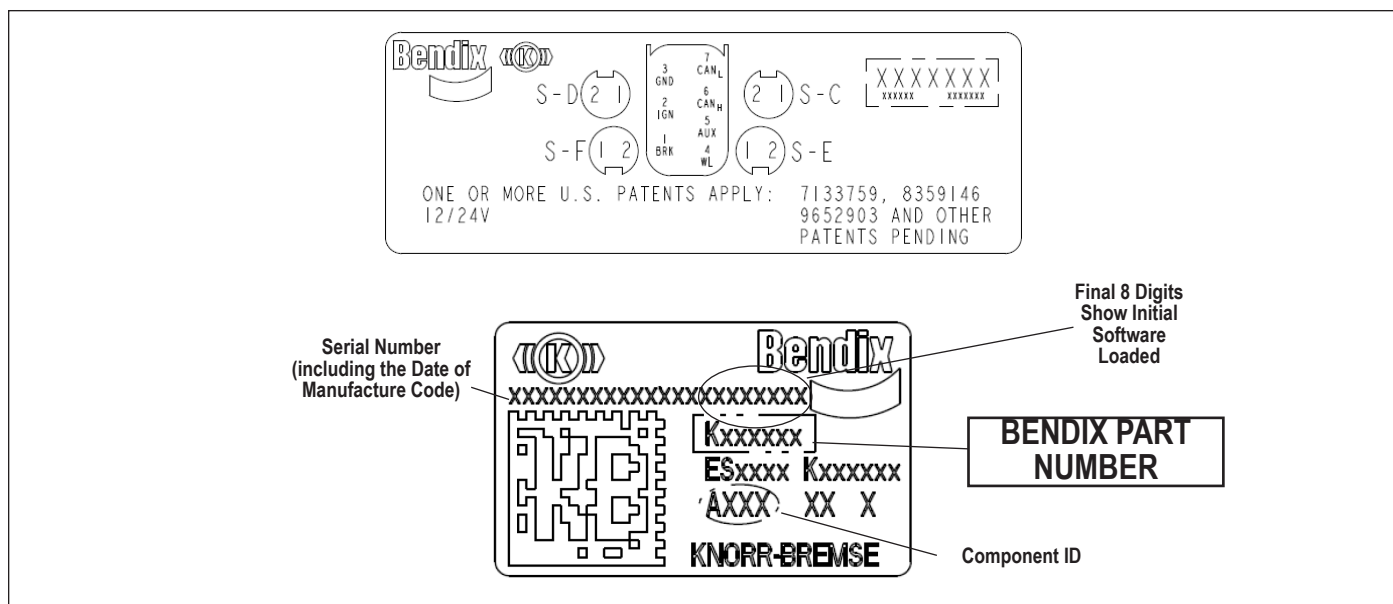 Bendix K
3 GND
2 IGN
1 BRK
7 CANL
6 CANH
5 AUX
4 WL
S-D 2 1
2 1 S-C
S-F 1 2
1 2 S-E
XXXXXXX
xxxxxx xxxxxxx
ONE OR MORE U.S. PATENTS APPLY: 7133759, 8359146
12/24V 9652903 AND OTHER
PATENTS PENDING
Final 8 Digits
Show Initial
Software
Loaded
Serial Number
(including the Date of
Manufacture Code)
K Bendix
XXXXXXXXXXXXXXXXXXXXXX
Kxxxxxx
ESxxxx Kxxxxxx
AXXX XX X
KB
KNORR-BREMSE
BENDIX PART
NUMBER
Component ID